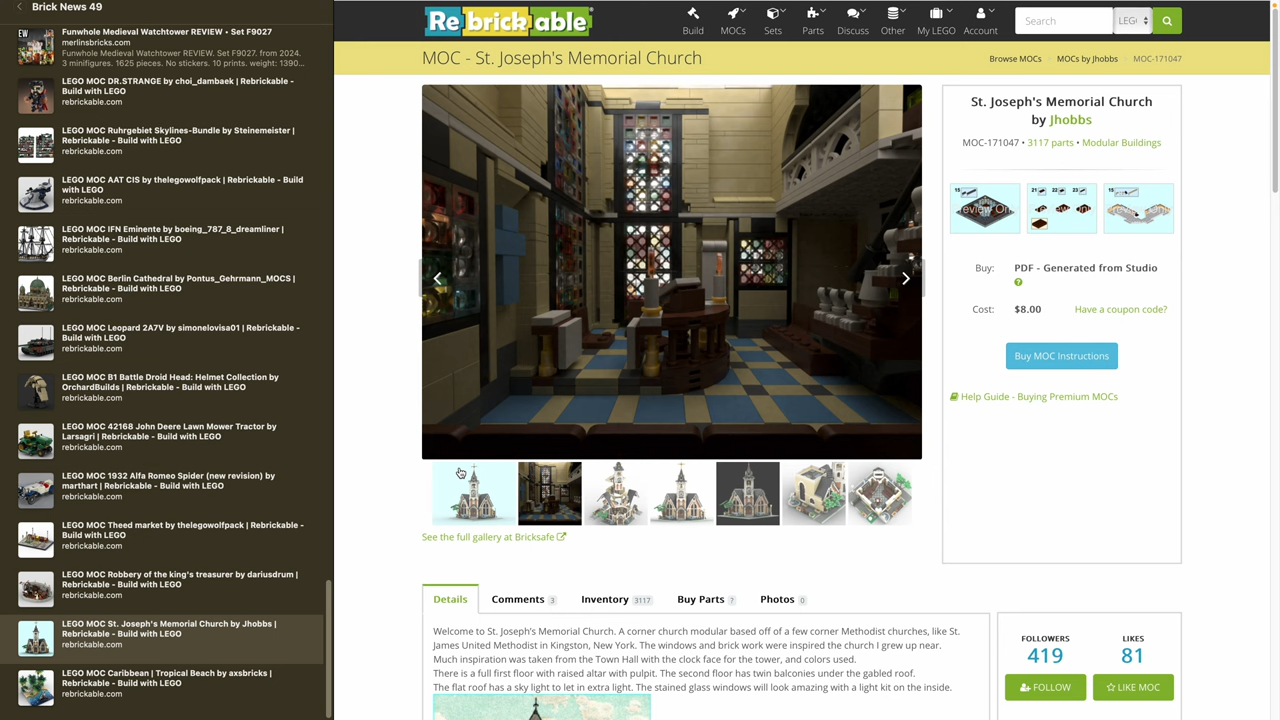 Brick News 49
Funwhole Medieval Watchtower REVIEW • Set F9027
merlinsbricks.com
Funwhole Medieval Watchtower REVIEW. Set F9027. from 2024.
3 minifigures. 1625 pieces. No stickers. 10 prints. weight: 1390...
LEGO MOC DR.STRANGE by choi_dambaek | Rebrickable -
Build with LEGO
rebrickable.com
LEGO MOC Ruhrgebiet Skylines-Bundle by Steinemeister |
Rebrickable - Build with LEGO
rebrickable.com
LEGO MOC AAT CIS by thelegowolfpack | Rebrickable - Build
with LEGO
rebrickable.com
LEGO MOC IFN Eminente by boeing_787_8_dreamliner |
Rebrickable - Build with LEGO
rebrickable.com
LEGO MOC Berlin Cathedral by Pontus_Gehrmann_MOCS |
Rebrickable - Build with LEGO
rebrickable.com
LEGO MOC Leopard 2A7V by simonelovisa01 | Rebrickable -
Build with LEGO
rebrickable.com
LEGO MOC B1 Battle Droid Head: Helmet Collection by
OrchardBuilds | Rebrickable - Build with LEGO
rebrickable.com
LEGO MOC 42168 John Deere Lawn Mower Tractor by
Larsagri | Rebrickable - Build with LEGO
rebrickable.com
LEGO MOC 1932 Alfa Romeo Spider (new revision) by
marthart | Rebrickable - Build with LEGO
rebrickable.com
LEGO MOC Theed market by thelegowolfpack | Rebrickable -
Build with LEGO
rebrickable.com
LEGO MOC Robbery of the king's treasurer by dariusdrum |
Rebrickable - Build with LEGO
rebrickable.com
LEGO MOC St. Joseph's Memorial Church by Jhobbs |
Rebrickable - Build with LEGO
rebrickable.com
LEGO MOC Caribbean | Tropical Beach by axsbricks |
Rebrickable - Build with LEGO
rebrickable.com
Rebrickable
Build MOCs Sets Parts Discuss Other My LEGO Account
Search
MOC - St. Joseph's Memorial Church
Browse MOCs MOCs by Jhobbs MOC-171047
St. Joseph's Memorial Church
by Jhobbs
MOC-171047 • 3117 parts • Modular Buildings
Buy: PDF - Generated from Studio
Cost: $8.00 Have a coupon code?
Buy MOC Instructions
Help Guide - Buying Premium MOCs
See the full gallery at Bricksafe
Details Comments 3 Inventory 3117 Buy Parts ? Photos 0
Welcome to St. Joseph's Memorial Church. A corner church modular based off of a few corner Methodist churches, like St.
James United Methodist in Kingston, New York. The windows and brick work were inspired the church I grew up near.
Much inspiration was taken from the Town Hall with the clock face for the tower, and colors used.
There is a full first floor with raised altar with pulpit. The second floor has twin balconies under the gabled roof.
The flat roof has a sky light to let in extra light. The stained glass windows will look amazing with a light kit on the inside.
FOLLOWERS LIKES
419 81
FOLLOW LIKE MOC